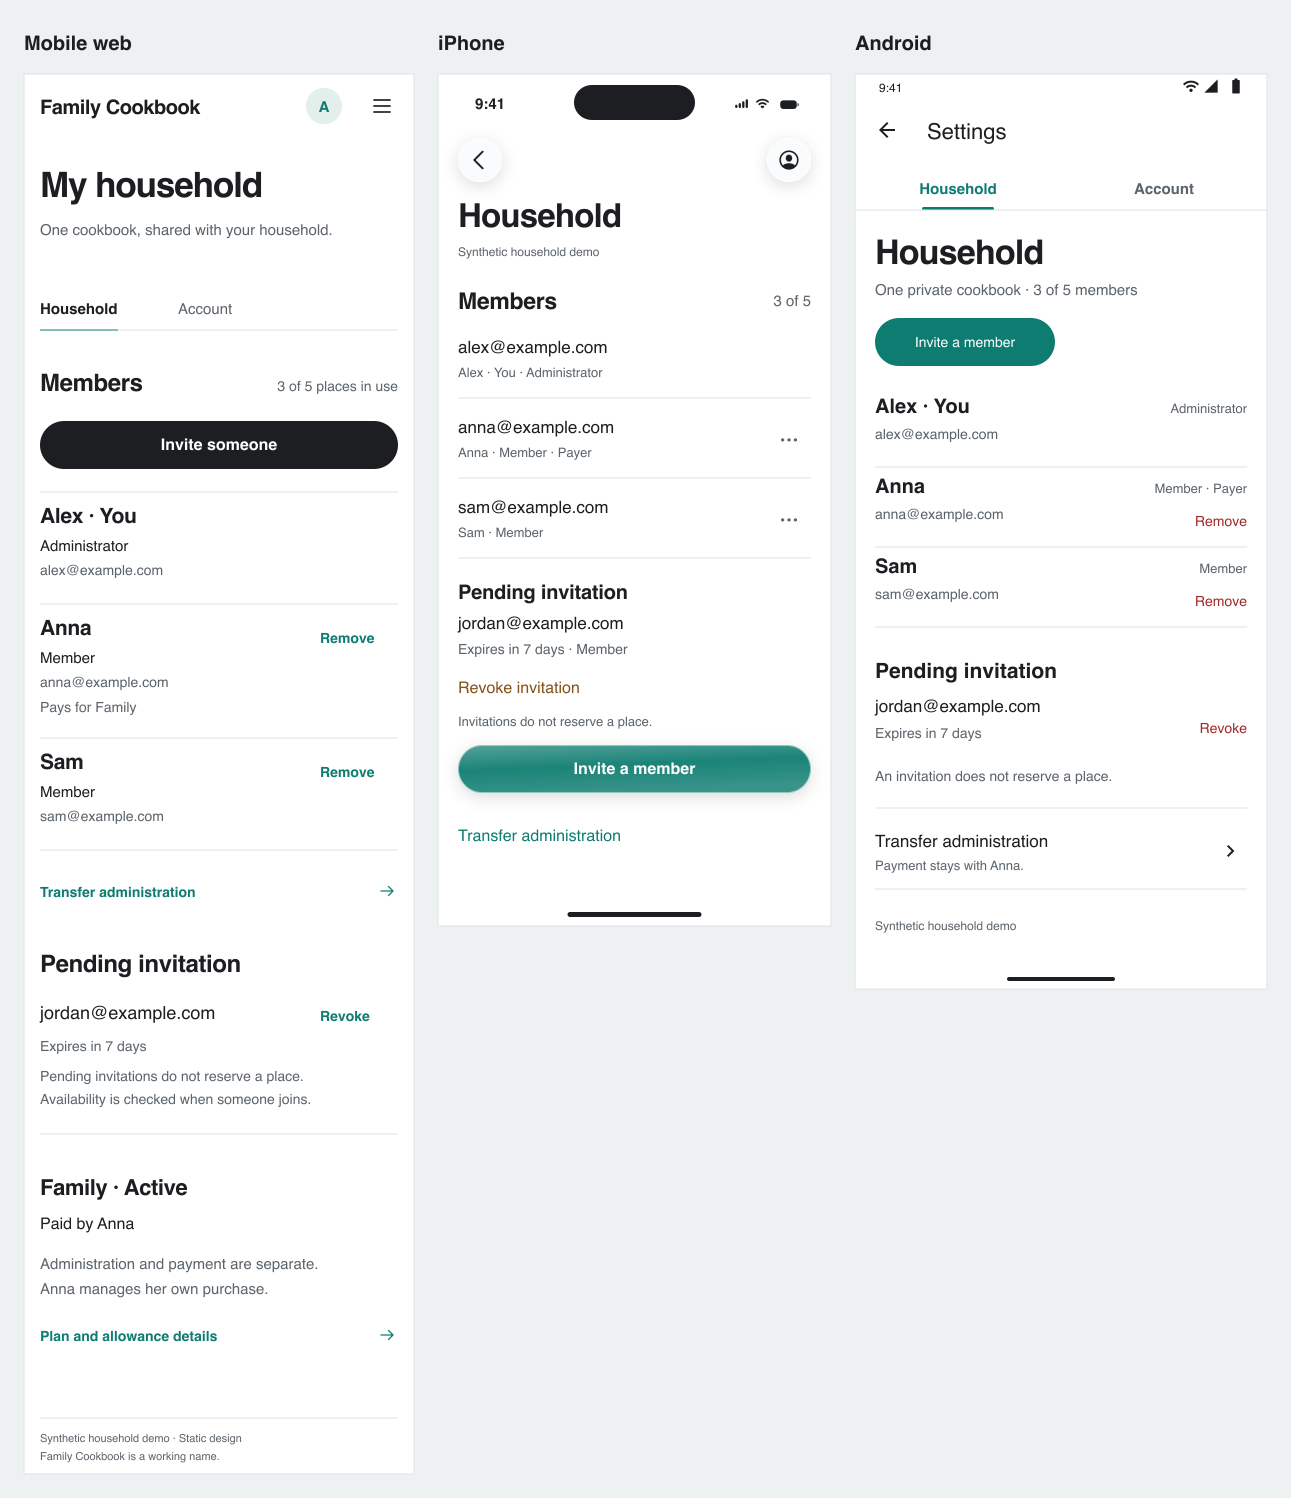 Mobile web
Family Cookbook
A
My household
One cookbook, shared with your household.
Household
Account
Members
3 of 5 places in use
Invite someone
Alex · You
Administrator
alex@example.com
Anna
Remove
Member
anna@example.com
Pays for Family
Sam
Remove
Member
sam@example.com
Transfer administration
Pending invitation
jordan@example.com
Revoke
Expires in 7 days
Pending invitations do not reserve a place.
Availability is checked when someone joins.
Family · Active
Paid by Anna
Administration and payment are separate.
Anna manages her own purchase.
Plan and allowance details
Synthetic household demo · Static design
Family Cookbook is a working name.
iPhone
9:41
Household
Synthetic household demo
Members
3 of 5
alex@example.com
Alex · You · Administrator
anna@example.com
Anna · Member · Payer
sam@example.com
Sam · Member
Pending invitation
jordan@example.com
Expires in 7 days · Member
Revoke invitation
Invitations do not reserve a place.
Invite a member
Transfer administration
Android
9:41
Settings
Household
Account
Household
One private cookbook · 3 of 5 members
Invite a member
Alex · You
Administrator
alex@example.com
Anna
Member · Payer
anna@example.com
Remove
Sam
Member
sam@example.com
Remove
Pending invitation
jordan@example.com
Expires in 7 days
Revoke
An invitation does not reserve a place.
Transfer administration
Payment stays with Anna.
Synthetic household demo